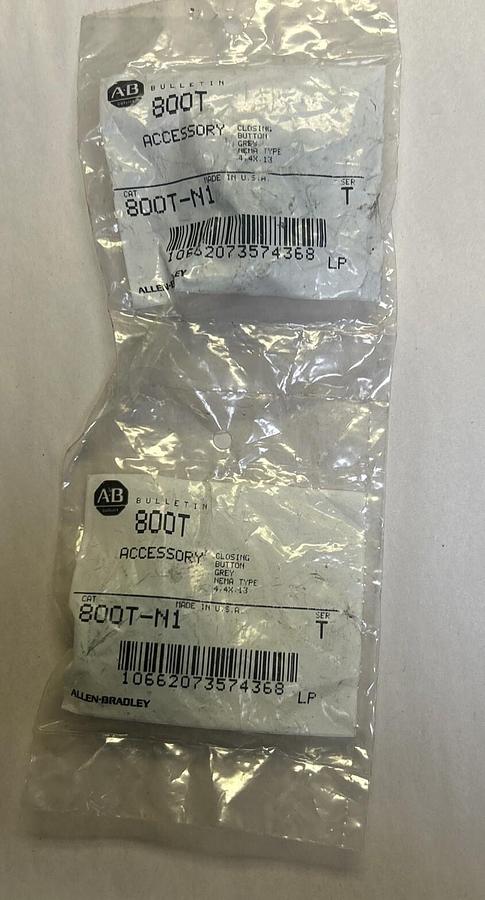 AB
BULLETIN
800T
ACCESSORY
CLOSING
BUTTON
GREY
NEMA TYPE
4,4X,13
MADE IN U.S.A.
CAT
SER
800T-N1
T
10662073574368
LP
AB
BULLETIN
800T
ACCESSORY
CLOSING
BUTTON
GREY
NEMA TYPE
4,4X,13
CAT
MADE IN U.S.A.
SER
800T-N1
T
10662073574368
LP
ALLEN-BRADLEY